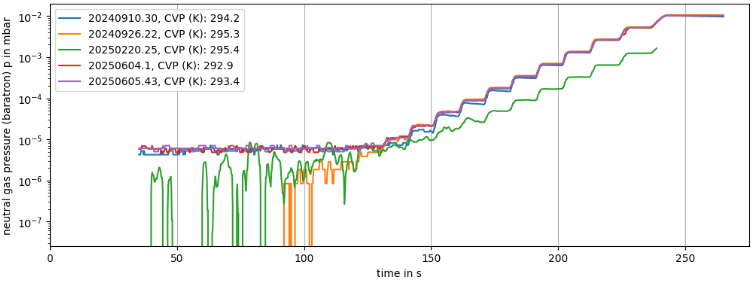 neutral gas pressure (baratron) p in mbar
10⁻²
10⁻³
10⁻⁴
10⁻⁵
10⁻⁶
10⁻⁷
20240910.30, CVP (K): 294.2
20240926.22, CVP (K): 295.3
20250220.25, CVP (K): 295.4
20250604.1, CVP (K): 292.9
20250605.43, CVP (K): 293.4
0 50 100 150 200 250
time in s